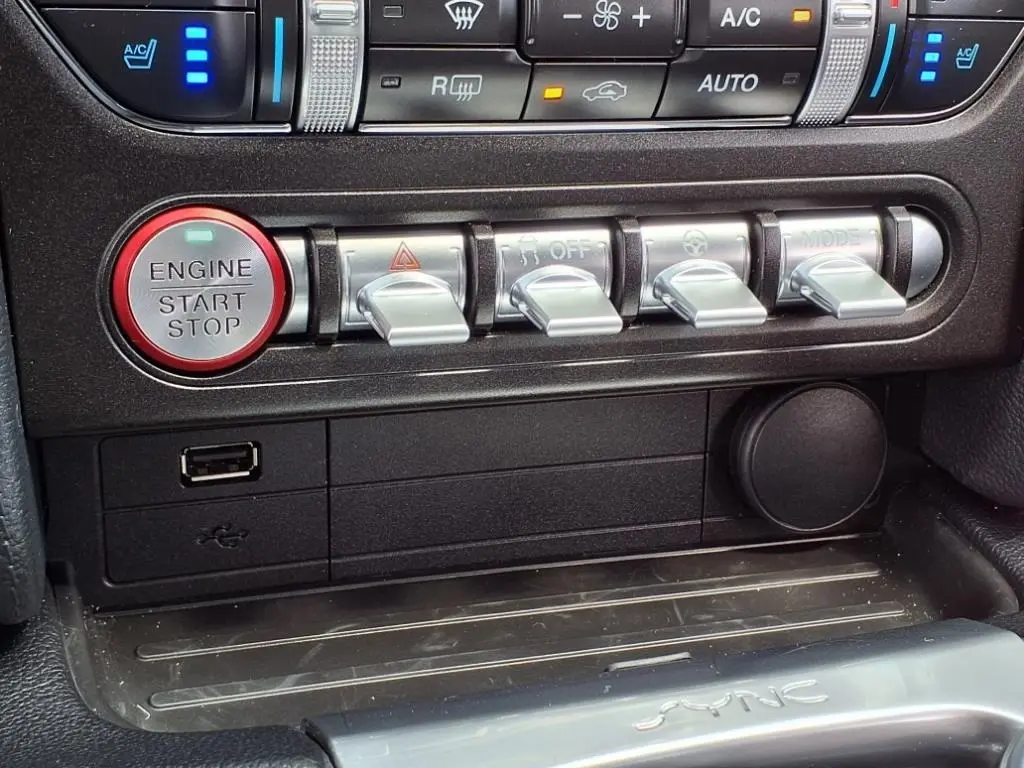 A/C
- +
A/C
A/C
R
AUTO
ENGINE
START
STOP
OFF
MODE
SYNC